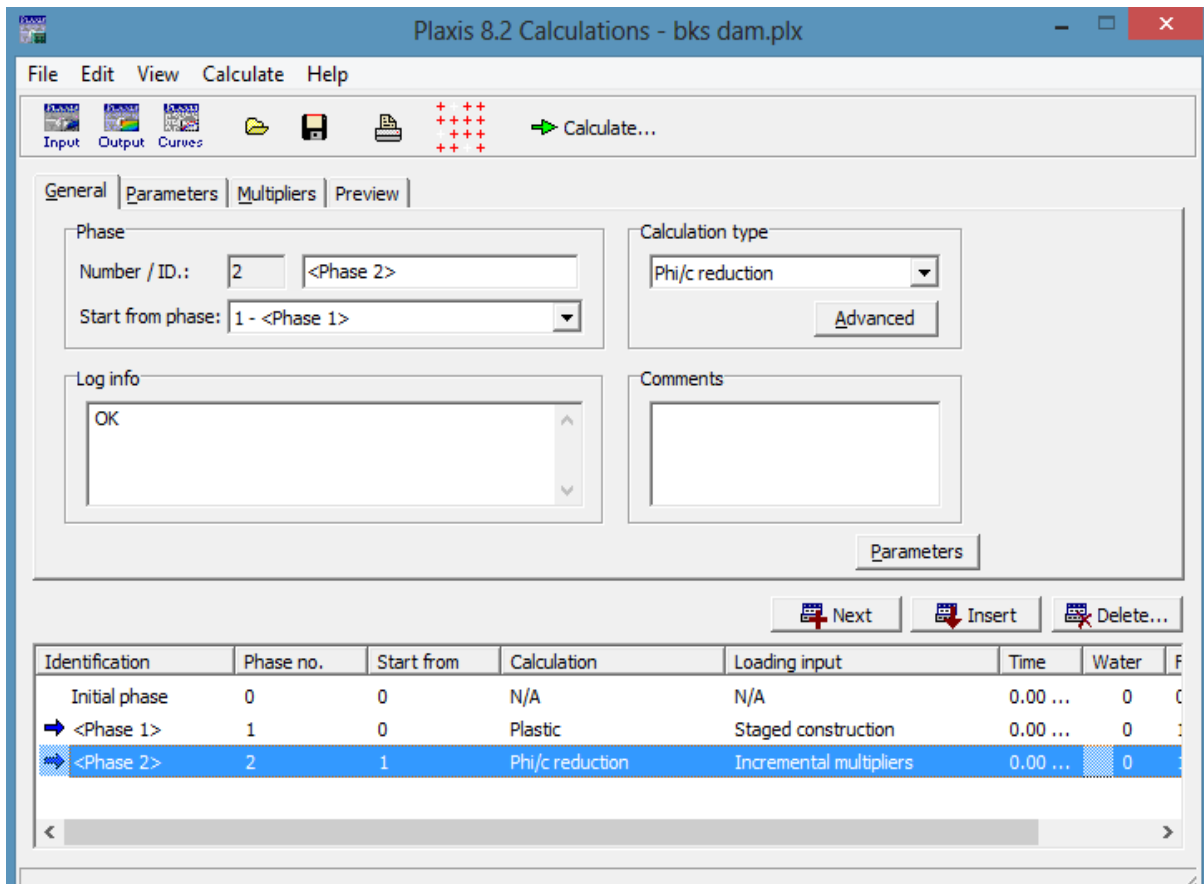 Plaxis 8.2 Calculations - bks dam.plx
File Edit View Calculate Help
Input Output Curves Calculate...
General Parameters Multipliers Preview
Phase Calculation type
Number / ID.: 2 <Phase 2> Phi/c reduction
Start from phase: 1 - <Phase 1> Advanced
Log info Comments
OK
Parameters
Next Insert Delete...
Identification Phase no. Start from Calculation Loading input Time Water F
Initial phase 0 0 N/A N/A 0.00 ... 0
<Phase 1> 1 0 Plastic Staged construction 0.00 ... 0
<Phase 2> 2 1 Phi/c reduction Incremental multipliers 0.00 ... 0